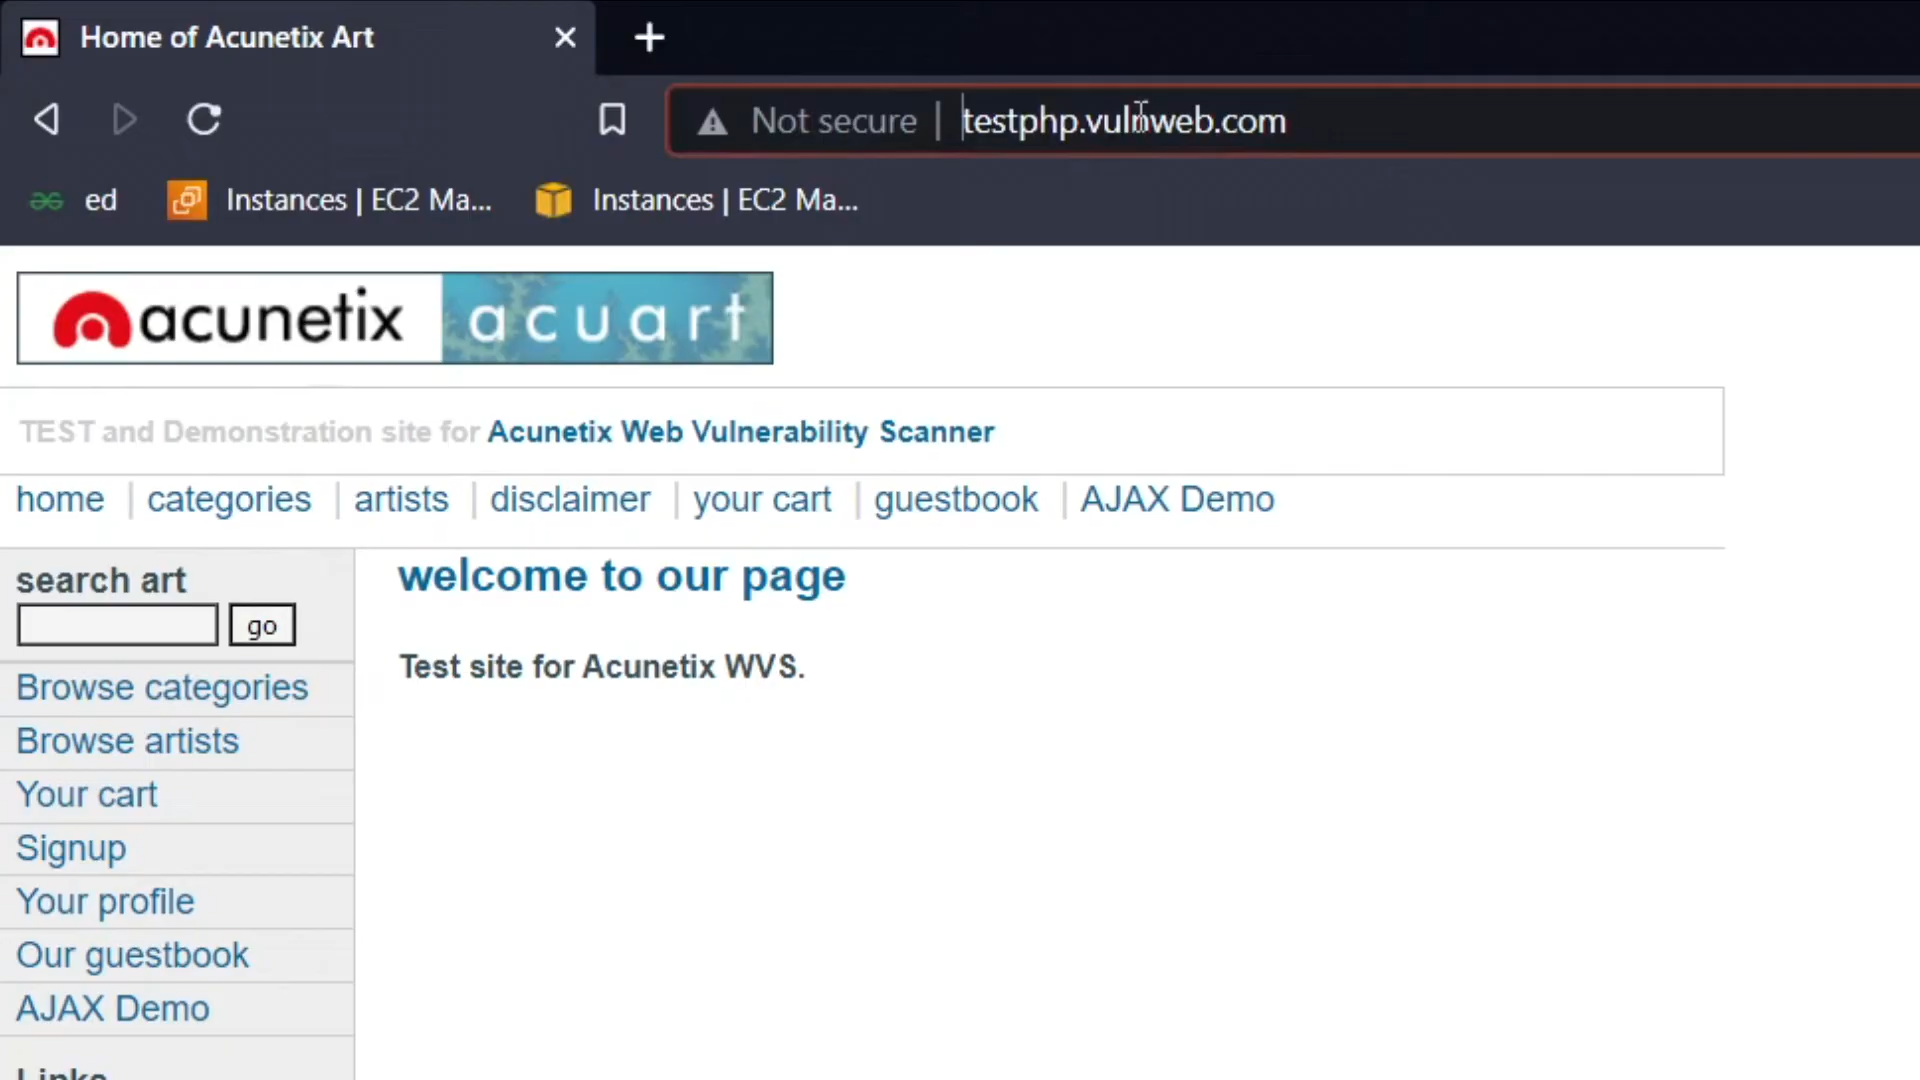 Home of Acunetix Art
Not secure | testphp.vulnweb.com
ed Instances | EC2 Ma... Instances | EC2 Ma...
acunetix acuart
TEST and Demonstration site for Acunetix Web Vulnerability Scanner
home | categories | artists | disclaimer | your cart | guestbook | AJAX Demo
search art
go
Browse categories
Browse artists
Your cart
Signup
Your profile
Our guestbook
AJAX Demo
Links
welcome to our page
Test site for Acunetix WVS.